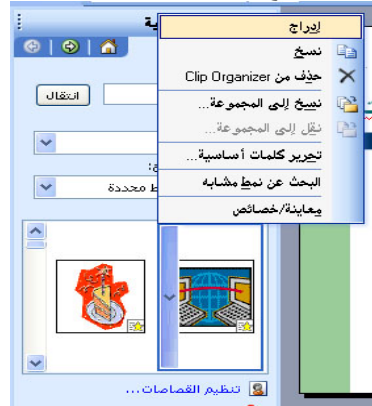 إدراج
نسخ
حذف من Clip Organizer
نسخ إلى المجموعة...
نقل إلى المجموعة...
تحرير كلمات أساسية...
البحث عن نمط مشابه
معاينة/خصائص
انتقال
محددة
تنظيم القصاصات...